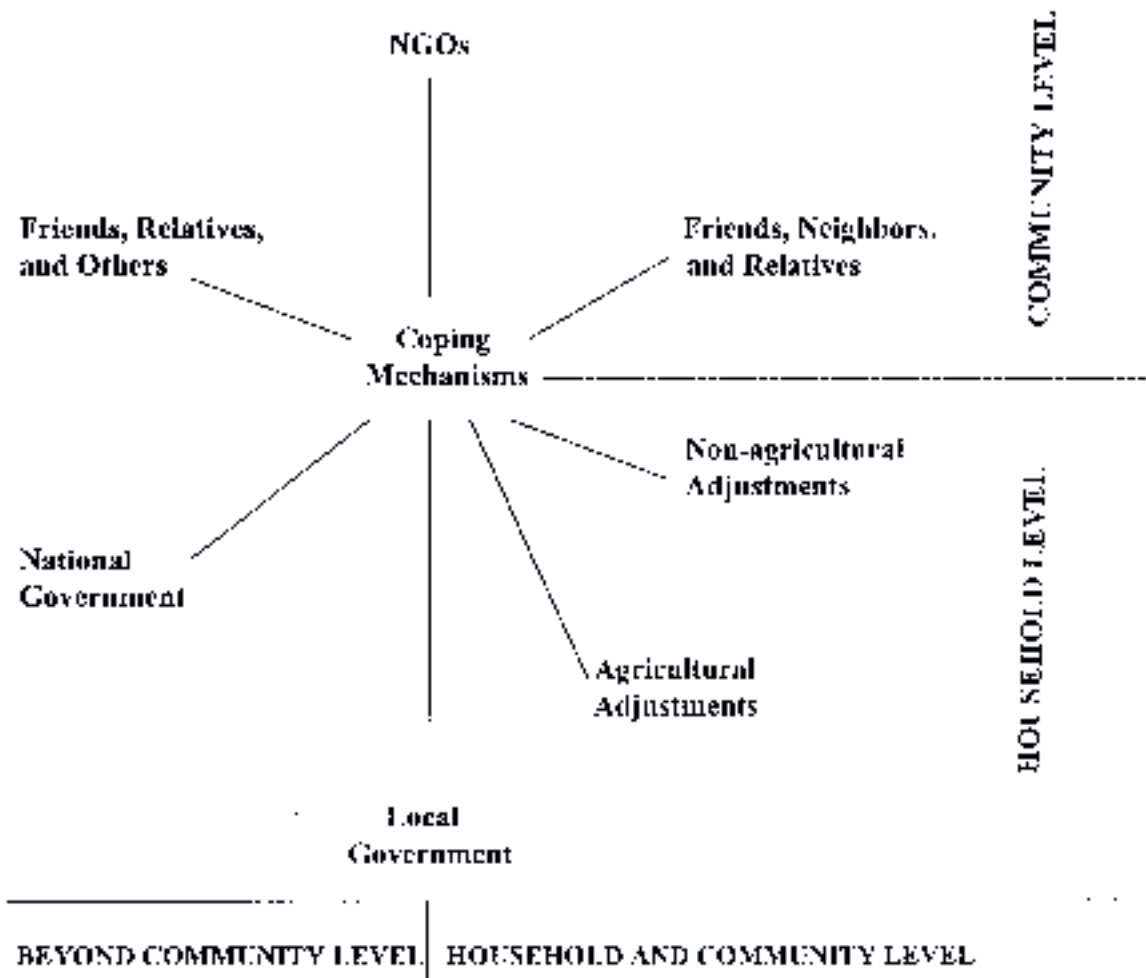 NGOs
COMMUNITY LEVEL
Friends, Relatives,
and Others
Friends, Neighbors,
and Relatives
Coping
Mechanisms
Non-agricultural
Adjustments
National
Government
HOUSEHOLD LEVEL
Agricultural
Adjustments
Local
Government
BEYOND COMMUNITY LEVEL
HOUSEHOLD AND COMMUNITY LEVEL